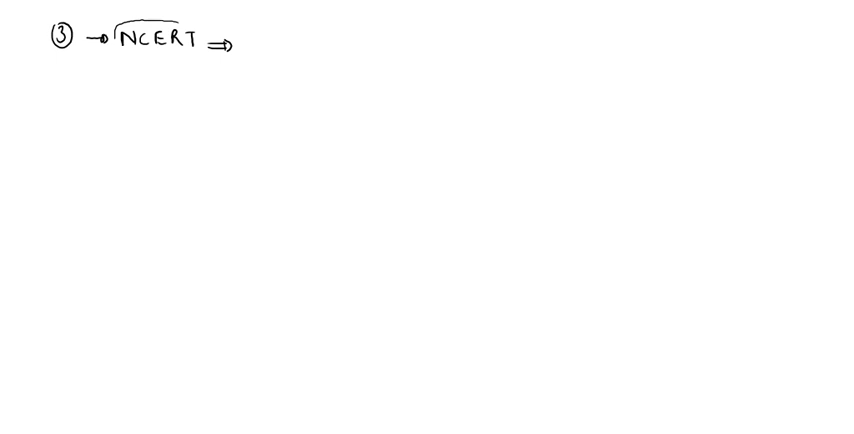 ③ → NCERT ⇒